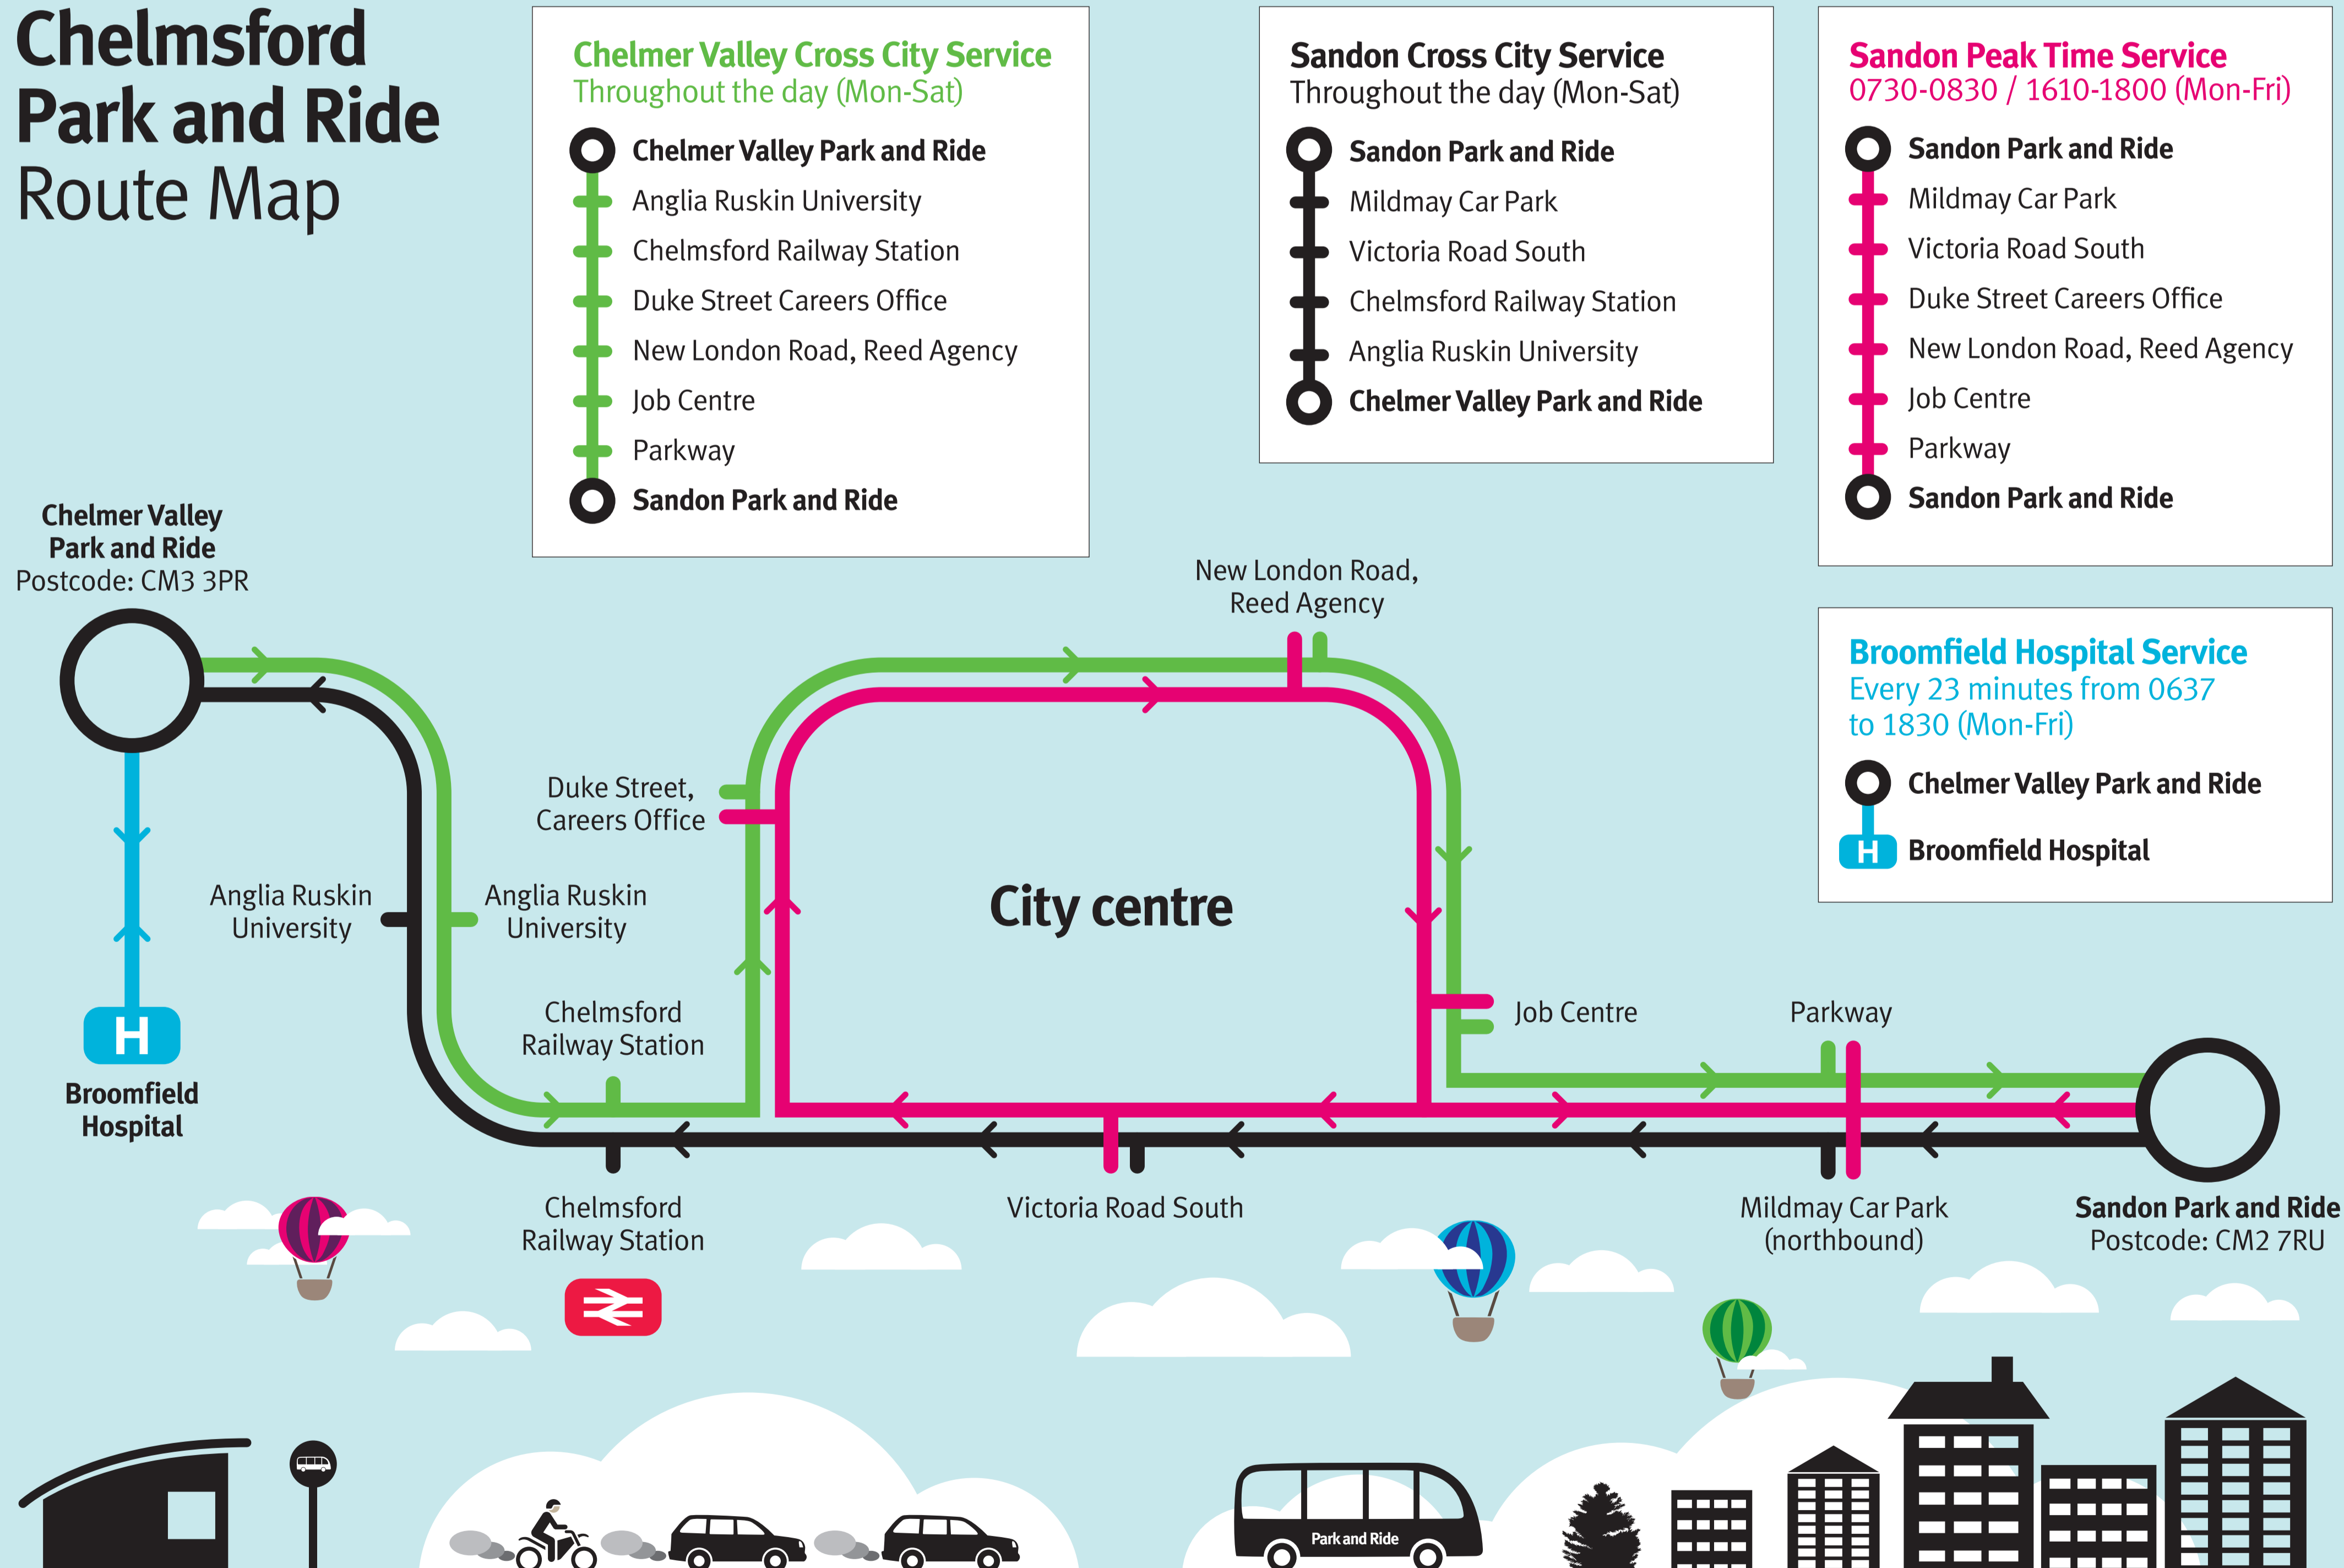 Chelmsford
Park and Ride
Route Map
Chelmer Valley Cross City Service
Throughout the day (Mon-Sat)
Chelmer Valley Park and Ride
Anglia Ruskin University
Chelmsford Railway Station
Duke Street Careers Office
New London Road, Reed Agency
Job Centre
Parkway
Sandon Park and Ride
Sandon Cross City Service
Throughout the day (Mon-Sat)
Sandon Park and Ride
Mildmay Car Park
Victoria Road South
Chelmsford Railway Station
Anglia Ruskin University
Chelmer Valley Park and Ride
Sandon Peak Time Service
0730-0830 / 1610-1800 (Mon-Fri)
Sandon Park and Ride
Mildmay Car Park
Victoria Road South
Duke Street Careers Office
New London Road, Reed Agency
Job Centre
Parkway
Sandon Park and Ride
Broomfield Hospital Service
Every 23 minutes from 0637
to 1830 (Mon-Fri)
Chelmer Valley Park and Ride
H Broomfield Hospital
Chelmer Valley
Park and Ride
Postcode: CM3 3PR
New London Road,
Reed Agency
Duke Street,
Careers Office
Anglia Ruskin
University
Anglia Ruskin
University
City centre
Chelmsford
Railway Station
Job Centre
Parkway
H
Broomfield
Hospital
Chelmsford
Railway Station
Victoria Road South
Mildmay Car Park
(northbound)
Sandon Park and Ride
Postcode: CM2 7RU
Park and Ride